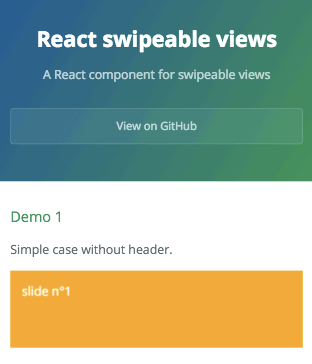 React swipeable views
A React component for swipeable views
View on GitHub
Demo 1
Simple case without header.
slide n°1